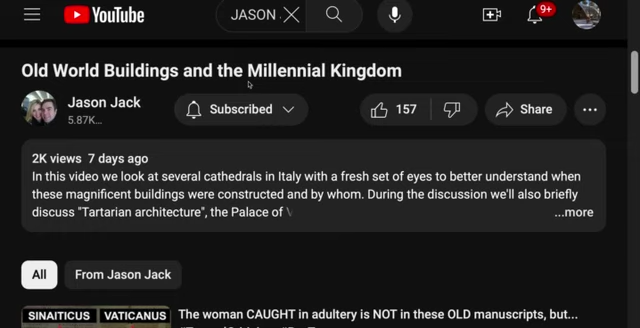 YouTube
JASON
9+
Old World Buildings and the Millennial Kingdom
Jason Jack
5.87K...
Subscribed
157
Share
2K views 7 days ago
In this video we look at several cathedrals in Italy with a fresh set of eyes to better understand when
these magnificent buildings were constructed and by whom. During the discussion we'll also briefly
discuss "Tartarian architecture", the Palace of
...more
All
From Jason Jack
SINAITICUS VATICANUS
The woman CAUGHT in adultery is NOT in these OLD manuscripts, but...